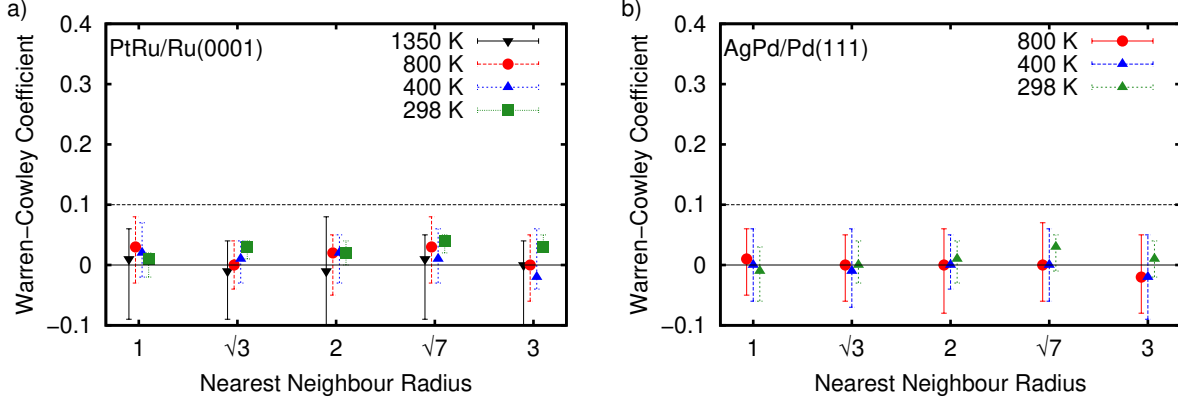 a)
PtRu/Ru(0001)
1350 K
800 K
400 K
298 K
Warren−Cowley Coefficient
0.4
0.3
0.2
0.1
0
−0.1
1 √3 2 √7 3
Nearest Neighbour Radius
b)
AgPd/Pd(111)
800 K
400 K
298 K
Warren−Cowley Coefficient
0.4
0.3
0.2
0.1
0
−0.1
1 √3 2 √7 3
Nearest Neighbour Radius